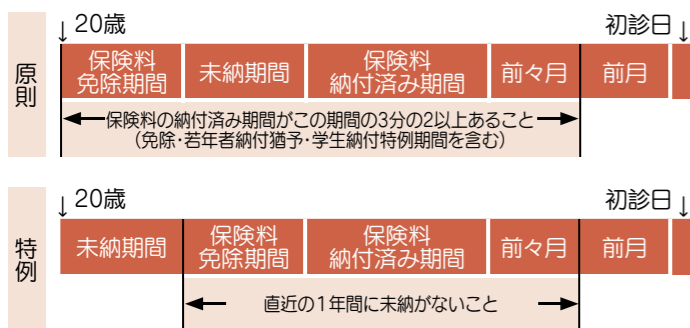 原則
↓20歳
初診日↓
保険料
免除期間
未納期間
保険料
納付済み期間
前々月
前月
保険料の納付済み期間がこの期間の3分の2以上あること
（免除・若年者納付猶予・学生納付特例期間を含む）
特例
↓20歳
初診日↓
未納期間
保険料
免除期間
保険料
納付済み期間
前々月
前月
直近の1年間に未納がないこと